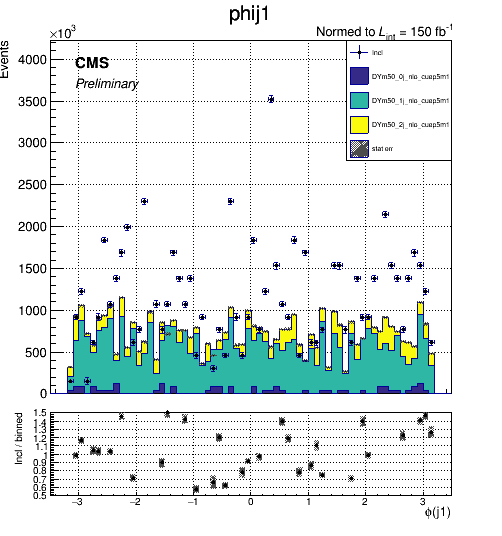 phij1
×10³
Normed to L_int = 150 fb⁻¹
Events
CMS
Preliminary
Incl
DYm50_0j_nlo_cuep5m1
DYm50_1j_nlo_cuep5m1
DYm50_2j_nlo_cuep5m1
stat err
4000
3500
3000
2500
2000
1500
1000
500
0
Incl / binned
1.5
1.4
1.3
1.2
1.1
1
0.9
0.8
0.7
0.6
0.5
−3 −2 −1 0 1 2 3
ϕ(j1)